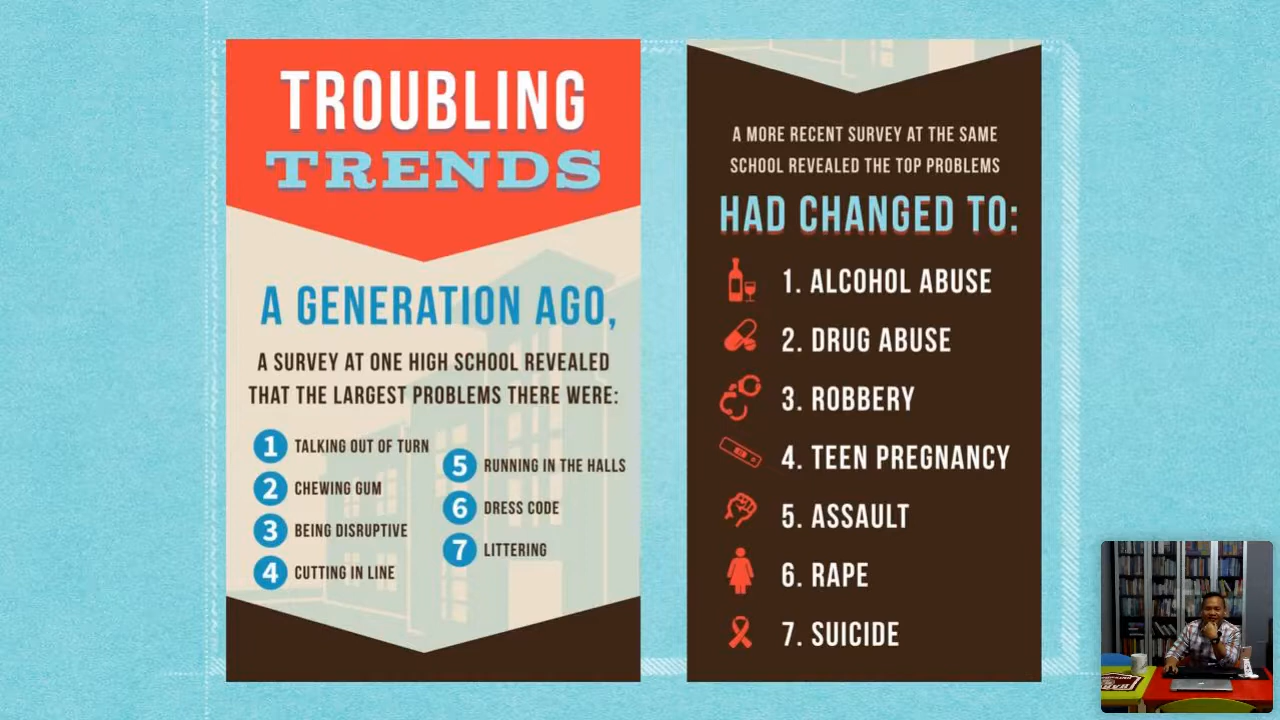 TROUBLING
TRENDS
A GENERATION AGO,
A SURVEY AT ONE HIGH SCHOOL REVEALED
THAT THE LARGEST PROBLEMS THERE WERE:
1 TALKING OUT OF TURN
2 CHEWING GUM
3 BEING DISRUPTIVE
4 CUTTING IN LINE
5 RUNNING IN THE HALLS
6 DRESS CODE
7 LITTERING
A MORE RECENT SURVEY AT THE SAME
SCHOOL REVEALED THE TOP PROBLEMS
HAD CHANGED TO:
1. ALCOHOL ABUSE
2. DRUG ABUSE
3. ROBBERY
4. TEEN PREGNANCY
5. ASSAULT
6. RAPE
7. SUICIDE